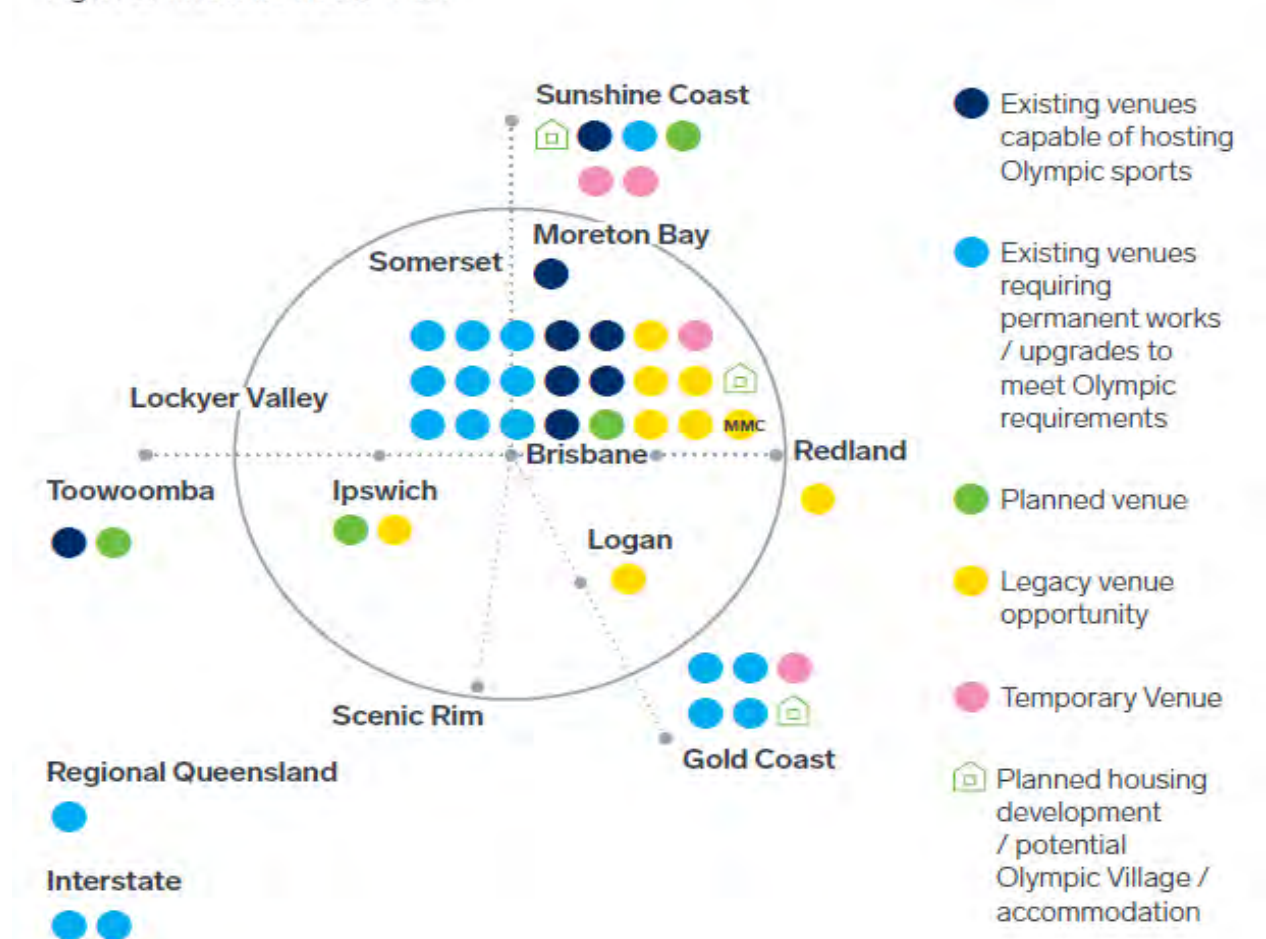 Sunshine Coast
Moreton Bay
Somerset
Lockyer Valley
MMC
Brisbane
Redland
Toowoomba
Ipswich
Logan
Scenic Rim
Gold Coast
Regional Queensland
Interstate
Existing venues
capable of hosting
Olympic sports
Existing venues
requiring
permanent works
/ upgrades to
meet Olympic
requirements
Planned venue
Legacy venue
opportunity
Temporary Venue
Planned housing
development
/ potential
Olympic Village /
accommodation